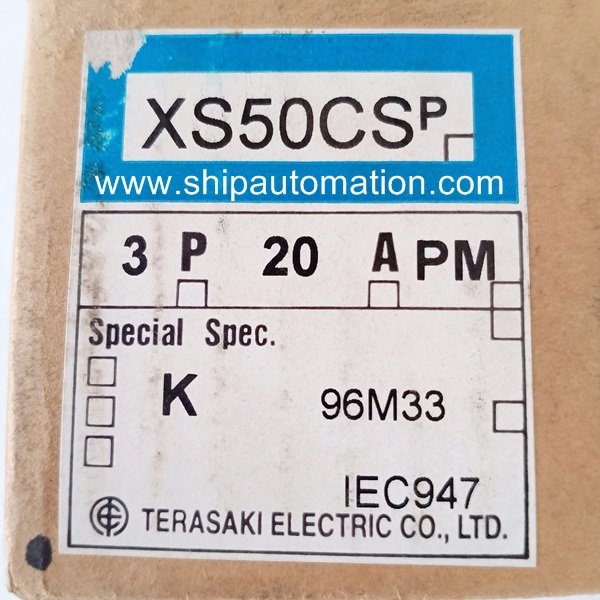 XS50CSP
www.shipautomation.com
3 P 20 A PM
Special Spec.
K 96M33
IEC947
TERASAKI ELECTRIC CO., LTD.